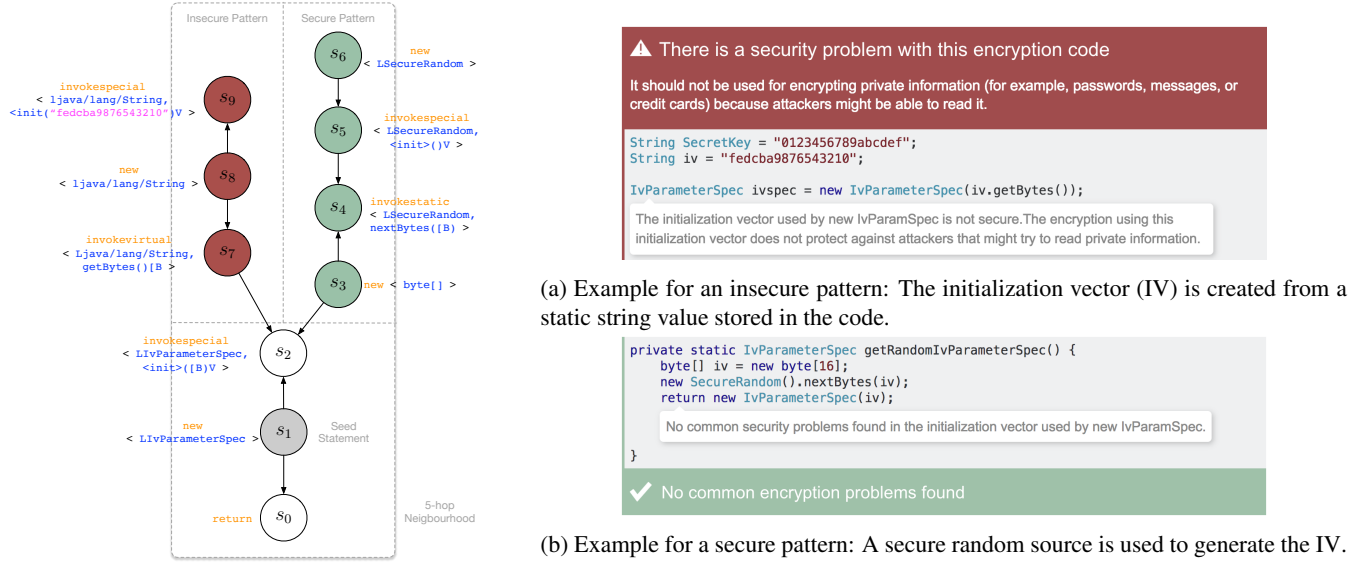 Insecure Pattern
Secure Pattern
s6
new
< LSecureRandom >
invokespecial
< ljava/lang/String,
<init("fedcba9876543210")V >
s9
s5
invokespecial
< LSecureRandom,
<init>()V >
new
< ljava/lang/String >
s8
s4
invokestatic
< LSecureRandom,
nextBytes([B) >
invokevirtual
< Ljava/lang/String,
getBytes()[B >
s7
s3
new < byte[] >
invokespecial
< LIvParameterSpec,
<init>([B)V >
s2
new
< LIvParameterSpec >
s1
Seed
Statement
return
s0
5-hop
Neigbourhood
There is a security problem with this encryption code
It should not be used for encrypting private information (for example, passwords, messages, or
credit cards) because attackers might be able to read it.
String SecretKey = "0123456789abcdef";
String iv = "fedcba9876543210";
IvParameterSpec ivspec = new IvParameterSpec(iv.getBytes());
The initialization vector used by new IvParamSpec is not secure.The encryption using this
initialization vector does not protect against attackers that might try to read private information.
(a) Example for an insecure pattern: The initialization vector (IV) is created from a
static string value stored in the code.
private static IvParameterSpec getRandomIvParameterSpec() {
byte[] iv = new byte[16];
new SecureRandom().nextBytes(iv);
return new IvParameterSpec(iv);
No common security problems found in the initialization vector used by new IvParamSpec.
}
No common encryption problems found
(b) Example for a secure pattern: A secure random source is used to generate the IV.